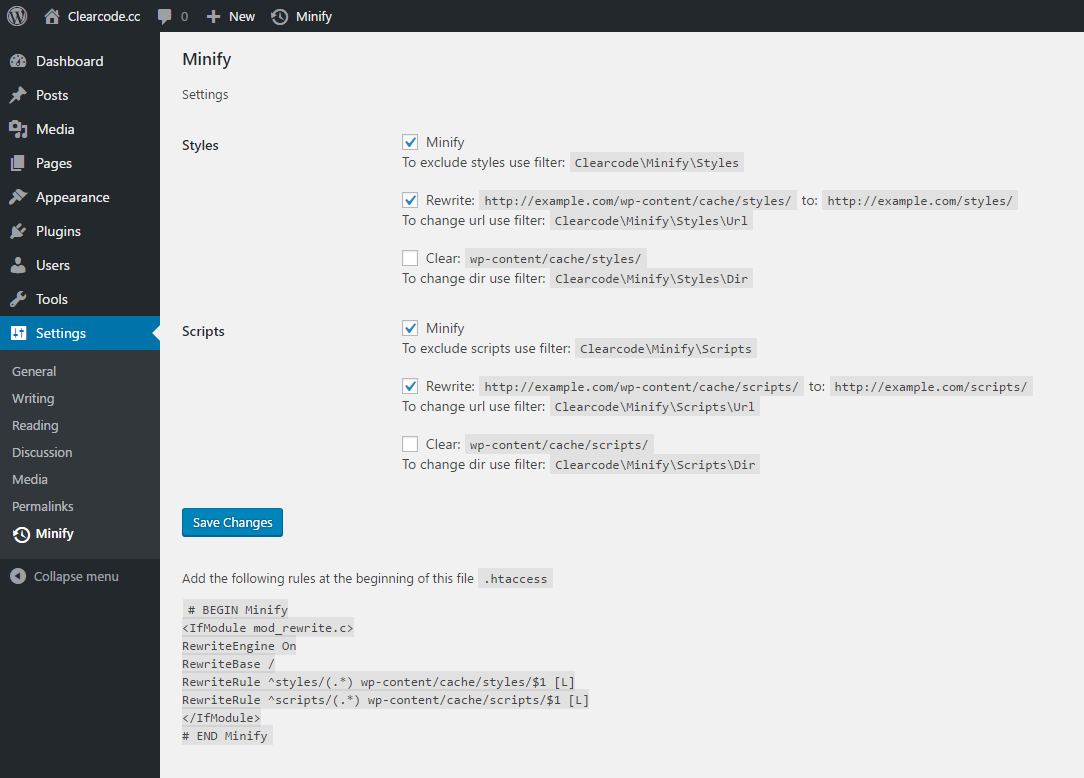 Clearcode.cc 0 New Minify
Dashboard
Posts
Media
Pages
Appearance
Plugins
Users
Tools
Settings
General
Writing
Reading
Discussion
Media
Permalinks
Minify
Collapse menu
Minify
Settings
Styles
Minify
To exclude styles use filter: Clearcode\Minify\Styles
Rewrite: http://example.com/wp-content/cache/styles/ to: http://example.com/styles/
To change url use filter: Clearcode\Minify\Styles\Url
Clear: wp-content/cache/styles/
To change dir use filter: Clearcode\Minify\Styles\Dir
Scripts
Minify
To exclude scripts use filter: Clearcode\Minify\Scripts
Rewrite: http://example.com/wp-content/cache/scripts/ to: http://example.com/scripts/
To change url use filter: Clearcode\Minify\Scripts\Url
Clear: wp-content/cache/scripts/
To change dir use filter: Clearcode\Minify\Scripts\Dir
Save Changes
Add the following rules at the beginning of this file .htaccess
# BEGIN Minify
<IfModule mod_rewrite.c>
RewriteEngine On
RewriteBase /
RewriteRule ^styles/(.*) wp-content/cache/styles/$1 [L]
RewriteRule ^scripts/(.*) wp-content/cache/scripts/$1 [L]
</IfModule>
# END Minify